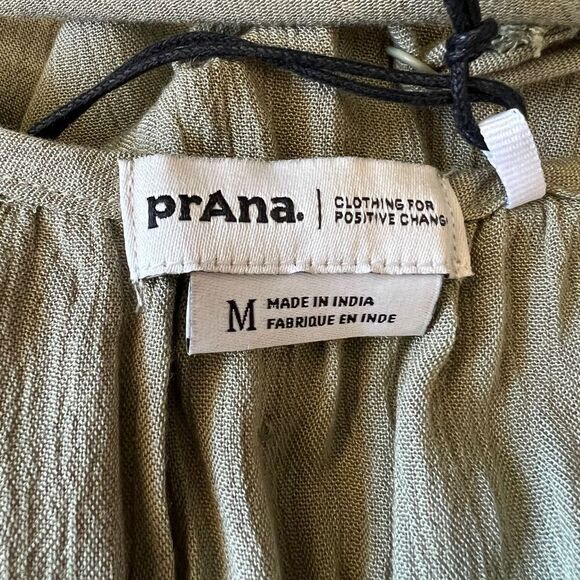 prAna. | CLOTHING FOR
POSITIVE CHANG
M MADE IN INDIA
FABRIQUE EN INDE